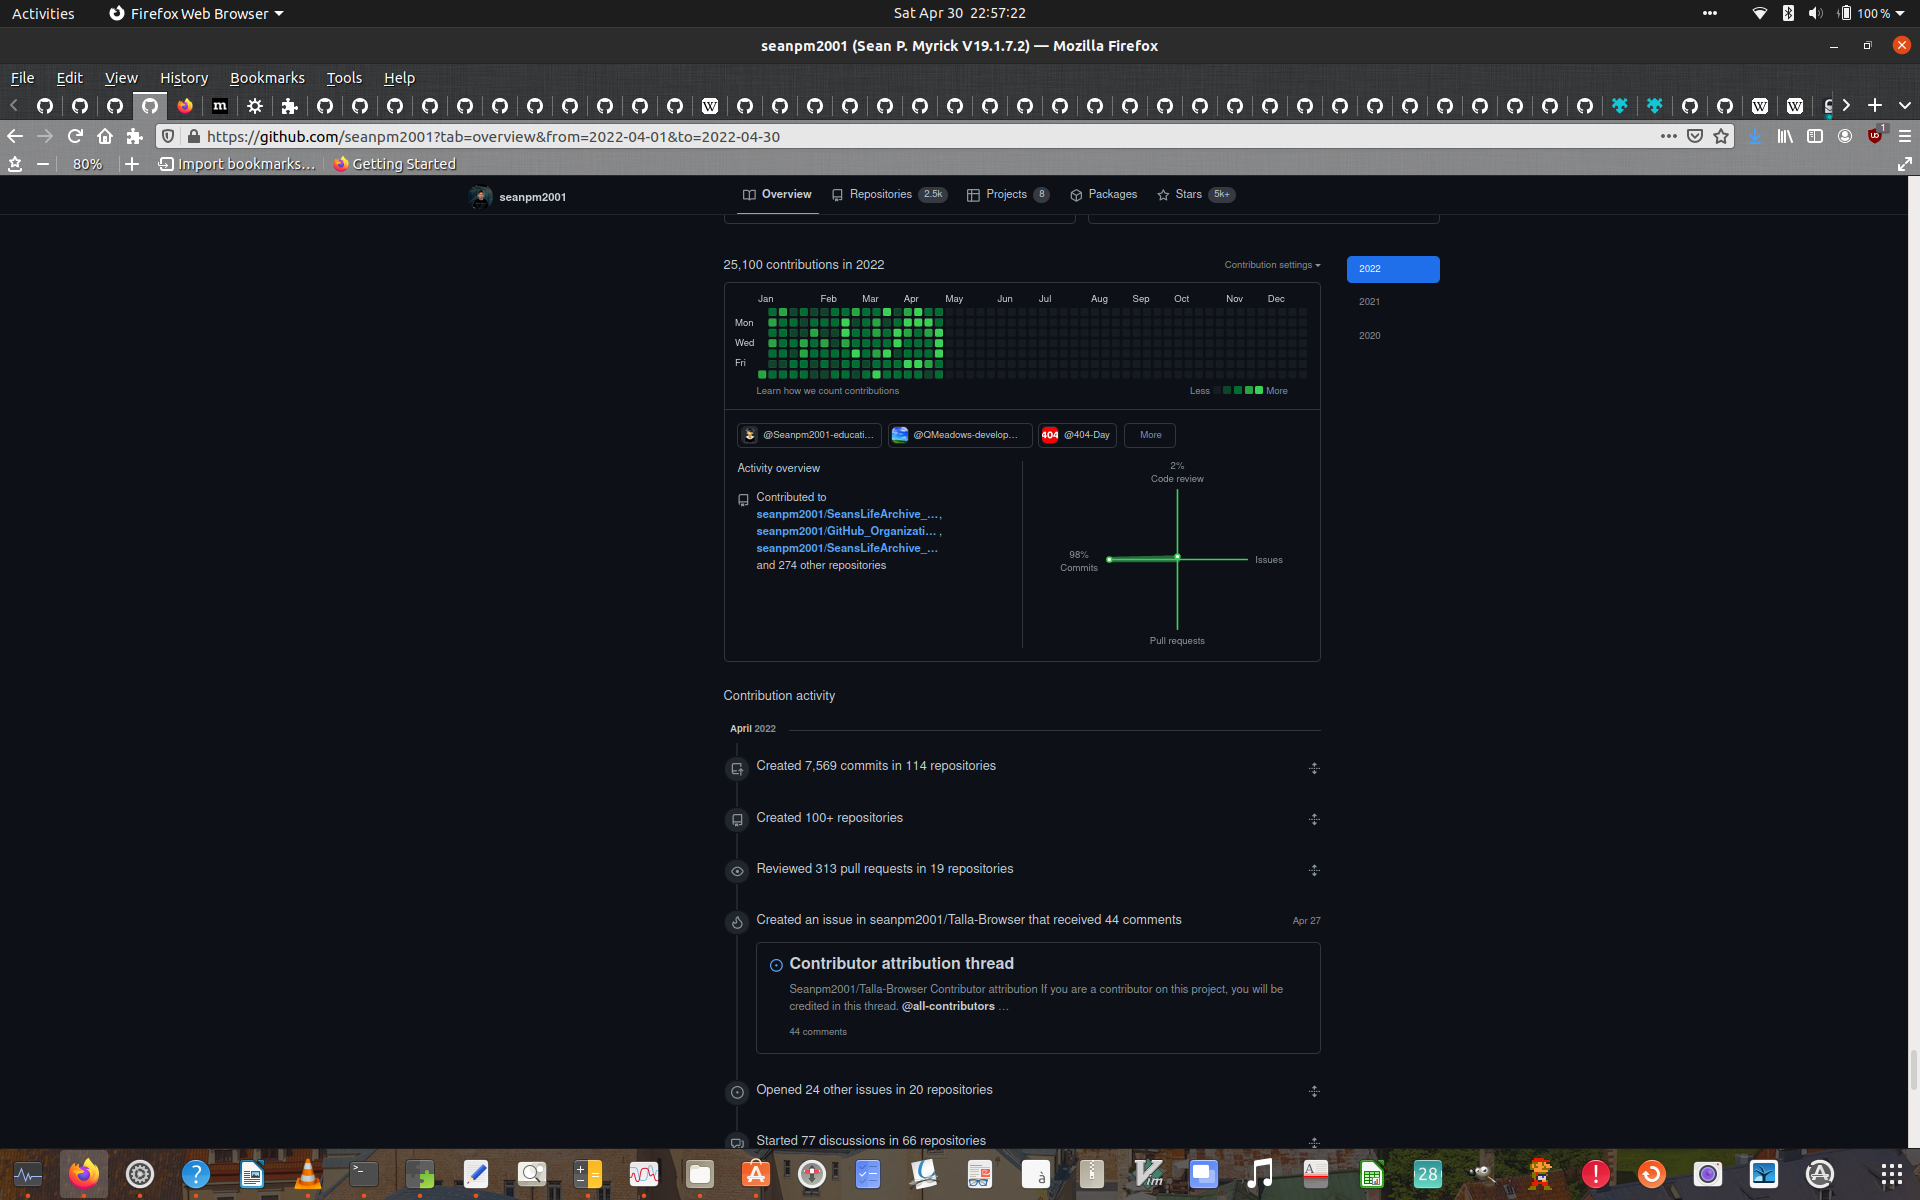 Activities
Firefox Web Browser
Sat Apr 30 22:57:22
100 %
seanpm2001 (Sean P. Myrick V19.1.7.2) — Mozilla Firefox
File Edit View History Bookmarks Tools Help
https://github.com/seanpm2001?tab=overview&from=2022-04-01&to=2022-04-30
80%
Import bookmarks...
Getting Started
seanpm2001
Overview
Repositories 2.5k
Projects 8
Packages
Stars 5k+
25,100 contributions in 2022
Contribution settings
2022
2021
2020
Jan Feb Mar Apr May Jun Jul Aug Sep Oct Nov Dec
Mon
Wed
Fri
Learn how we count contributions
Less More
@Seanpm2001-educati...
@QMeadows-develop...
404 @404-Day
More
Activity overview
Contributed to
seanpm2001/SeansLifeArchive_...,
seanpm2001/GitHub_Organizati... ,
seanpm2001/SeansLifeArchive_...
and 274 other repositories
2%
Code review
98%
Commits
Issues
Pull requests
Contribution activity
April 2022
Created 7,569 commits in 114 repositories
Created 100+ repositories
Reviewed 313 pull requests in 19 repositories
Created an issue in seanpm2001/Talla-Browser that received 44 comments
Apr 27
Contributor attribution thread
Seanpm2001/Talla-Browser Contributor attribution If you are a contributor on this project, you will be
credited in this thread. @all-contributors ...
44 comments
Opened 24 other issues in 20 repositories
Started 77 discussions in 66 repositories
28